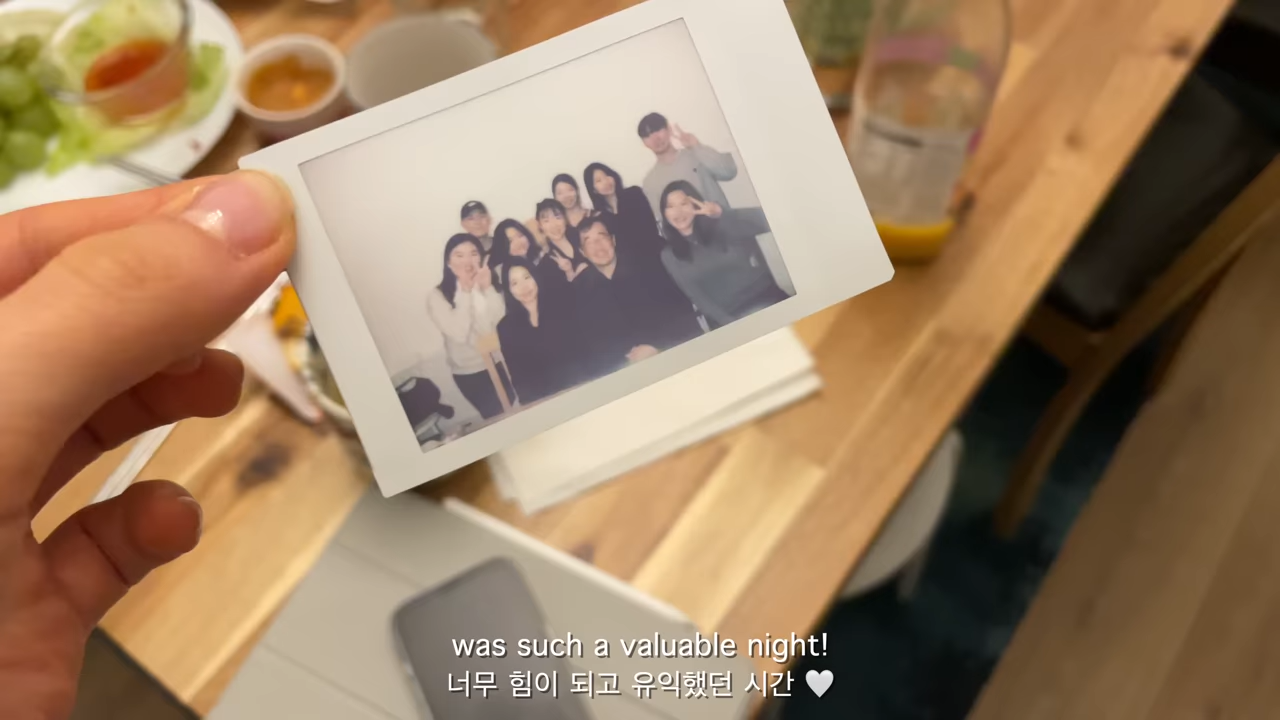 was such a valuable night!
너무 힘이 되고 유익했던 시간 🤍